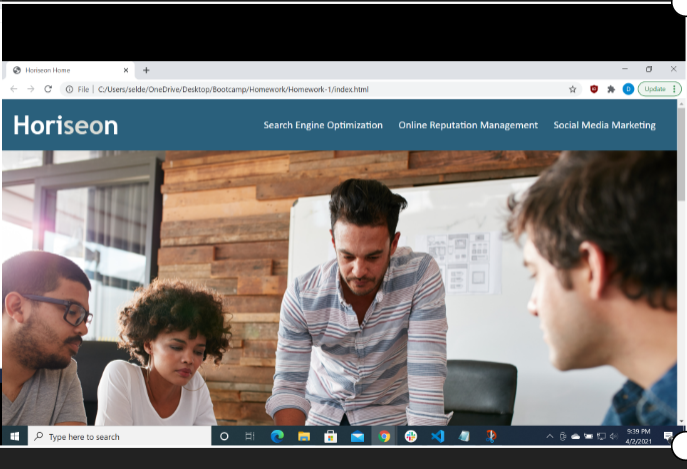 Horiseon Home
File | C:/Users/selde/OneDrive/Desktop/Bootcamp/Homework/Homework-1/index.html
Update
Horiseon
Search Engine Optimization Online Reputation Management Social Media Marketing
Type here to search
9:39 PM
4/2/2021